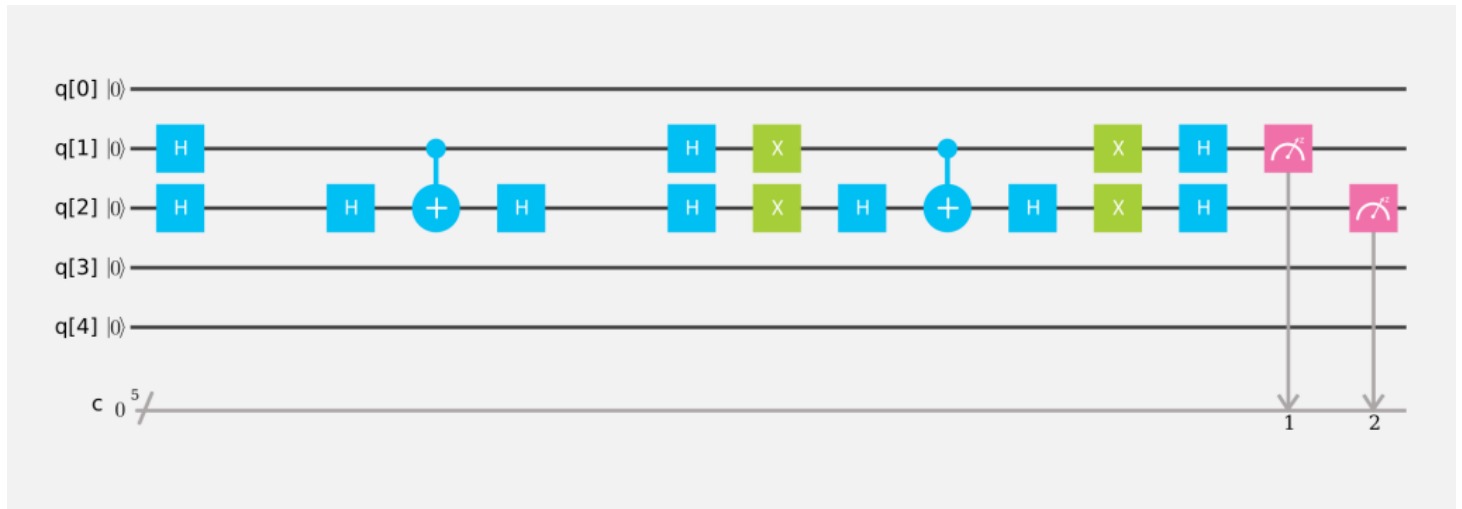 q[0] |0⟩
q[1] |0⟩ H H X X H
q[2] |0⟩ H H + H H X H + H X H
q[3] |0⟩
q[4] |0⟩
c 0 5
1 2